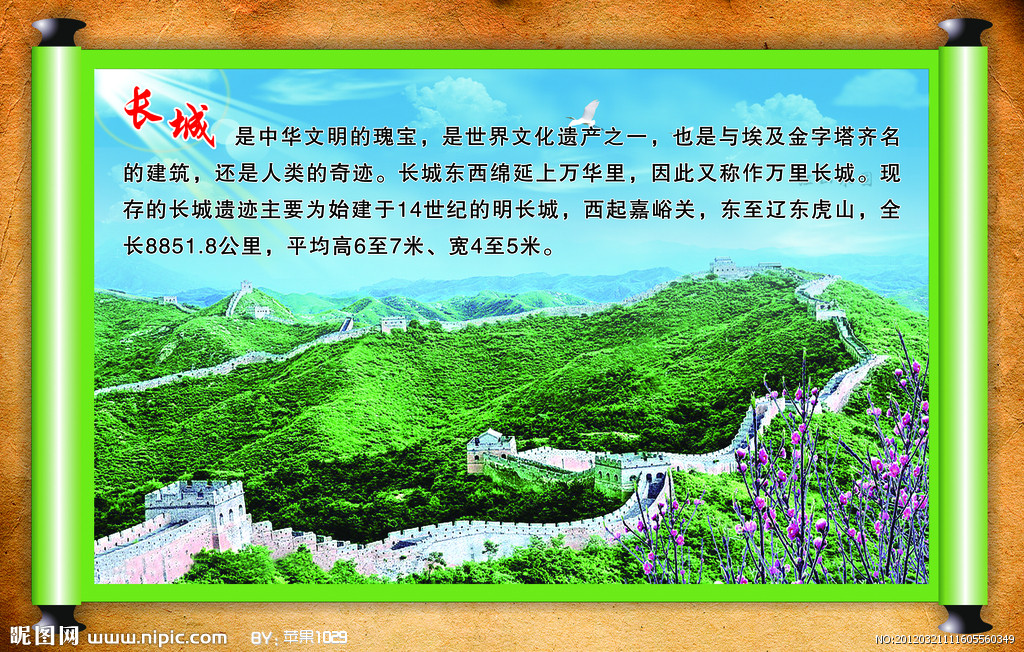 长城 是中华文明的瑰宝，是世界文化遗产之一，也是与埃及金字塔齐名
的建筑，还是人类的奇迹。长城东西绵延上万华里，因此又称作万里长城。现
存的长城遗迹主要为始建于14世纪的明长城，西起嘉峪关，东至辽东虎山，全
长8851.8公里，平均高6至7米、宽4至5米。
昵图网 www.nipic.com BY：苹果1029
NO:20120321111605560349